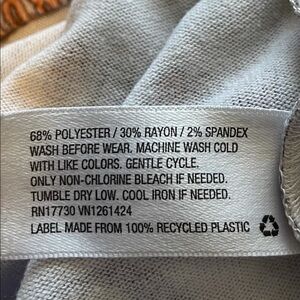 68% POLYESTER / 30% RAYON / 2% SPANDEX
WASH BEFORE WEAR. MACHINE WASH COLD
WITH LIKE COLORS. GENTLE CYCLE.
ONLY NON-CHLORINE BLEACH IF NEEDED.
TUMBLE DRY LOW. COOL IRON IF NEEDED.
RN17730 VN1261424
LABEL MADE FROM 100% RECYCLED PLASTIC